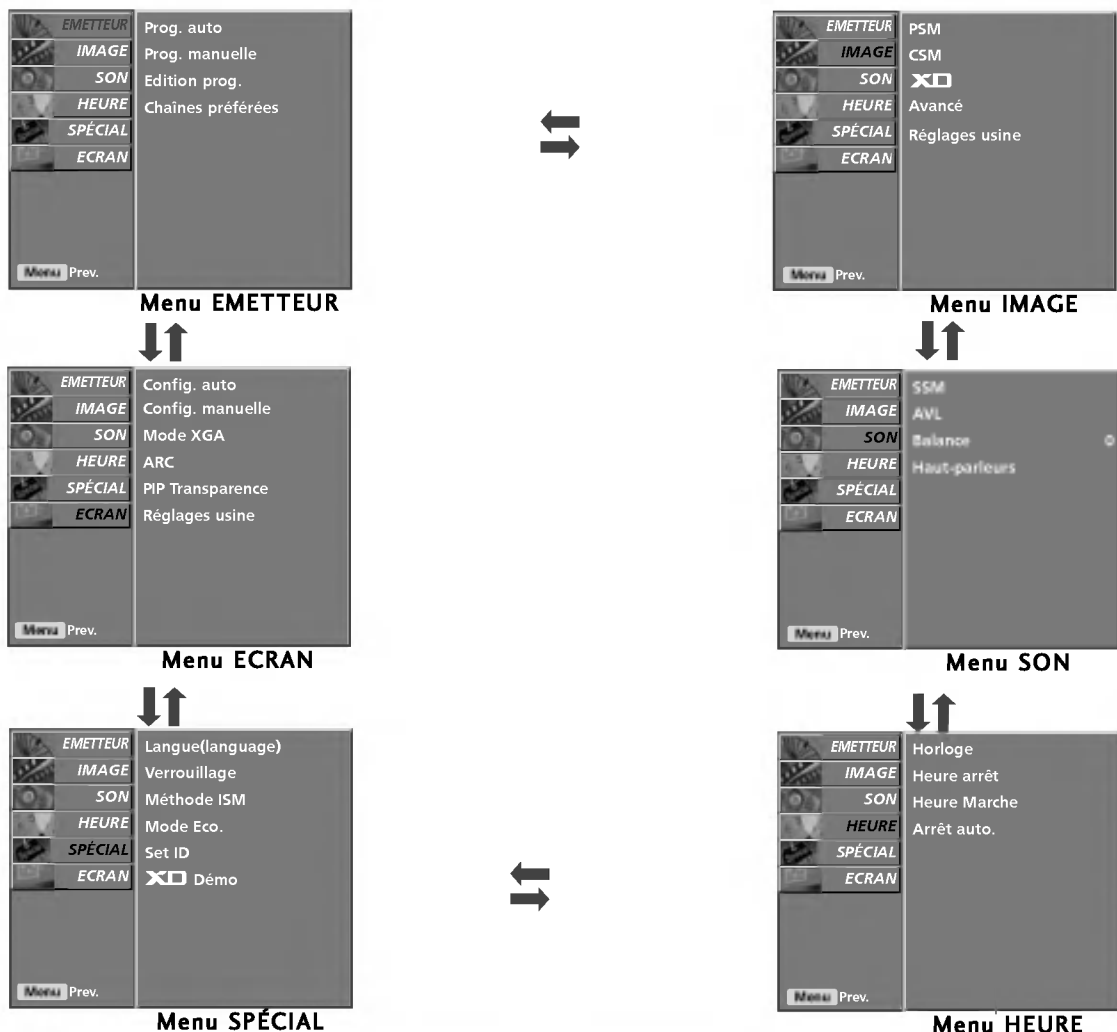 EMETTEUR
IMAGE
SON
HEURE
SPÉCIAL
ECRAN
Prog. auto
Prog. manuelle
Edition prog.
Chaînes préférées
Menu Prev.
Menu EMETTEUR
EMETTEUR
IMAGE
SON
HEURE
SPÉCIAL
ECRAN
PSM
CSM
XD
Avancé
Réglages usine
Menu Prev.
Menu IMAGE
EMETTEUR
IMAGE
SON
HEURE
SPÉCIAL
ECRAN
Config. auto
Config. manuelle
Mode XGA
ARC
PIP Transparence
Réglages usine
Menu Prev.
Menu ECRAN
EMETTEUR
IMAGE
SON
HEURE
SPÉCIAL
ECRAN
SSM
AVL
Balance 0
Haut-parleurs
Menu Prev.
Menu SON
EMETTEUR
IMAGE
SON
HEURE
SPÉCIAL
ECRAN
Langue(language)
Verrouillage
Méthode ISM
Mode Eco.
Set ID
XD Démo
Menu Prev.
Menu SPÉCIAL
EMETTEUR
IMAGE
SON
HEURE
SPÉCIAL
ECRAN
Horloge
Heure arrêt
Heure Marche
Arrêt auto.
Menu Prev.
Menu HEURE